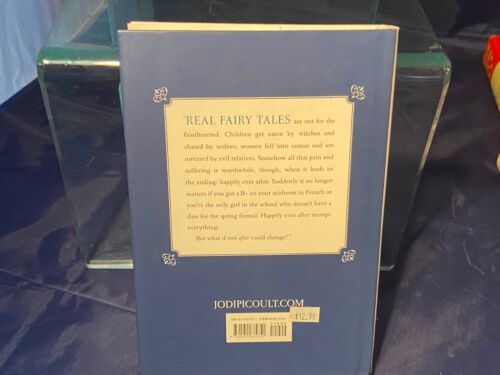 "REAL FAIRY TALES are not for the
fainthearted. Children get eaten by witches and
chased by wolves; women fall into comas and are
tortured by evil relatives. Somehow all that pain and
suffering is worthwhile, though, when it leads to
the ending: happily ever after. Suddenly it no longer
matters if you got a B– on your midterm in French or
you're the only girl in the school who doesn't have a
date for the spring formal. Happily ever after trumps
everything.
But what if ever after could change?"
JODIPICOULT.COM
$12.99